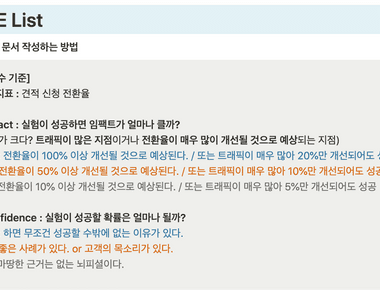 E List
문서 작성하는 방법
수 기준]
지표 : 견적 신청 전환율
act : 실험이 성공하면 임팩트가 얼마나 클까?
가 크다? 트래픽이 많은 지점이거나 전환율이 매우 많이 개선될 것으로 예상되는 지점)
전환율이 100% 이상 개선될 것으로 예상된다. / 또는 트래픽이 매우 많아 20%만 개선되어도 성
전환율이 50% 이상 개선될 것으로 예상된다. / 또는 트래픽이 매우 많아 10%만 개선되어도 성공
전환율이 10% 이상 개선될 것으로 예상된다. / 또는 트래픽이 매우 많아 5%만 개선되어도 성공
fidence : 실험이 성공할 확률은 얼마나 될까?
하면 무조건 성공할 수밖에 없는 이유가 있다.
좋은 사례가 있다. or 고객의 목소리가 있다.
마땅한 근거는 없는 뇌피셜이다.